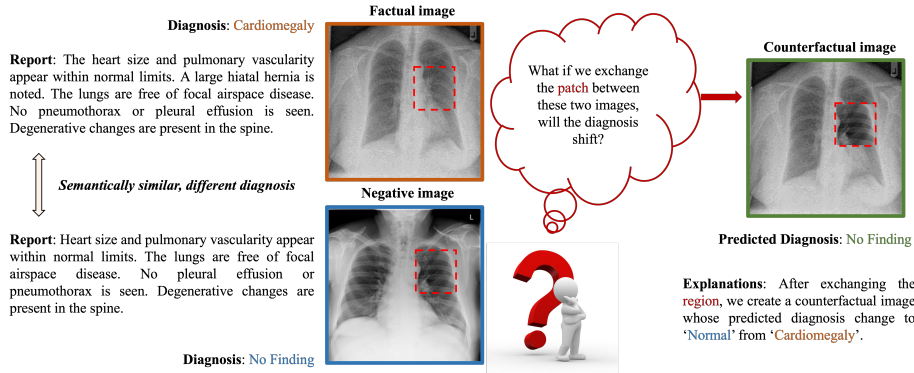 Diagnosis: Cardiomegaly
Report: The heart size and pulmonary vascularity
appear within normal limits. A large hiatal hernia is
noted. The lungs are free of focal airspace disease.
No pneumothorax or pleural effusion is seen.
Degenerative changes are present in the spine.
Semantically similar, different diagnosis
Report: Heart size and pulmonary vascularity appear
within normal limits. The lungs are free of focal
airspace disease. No pleural effusion or
pneumothorax is seen. Degenerative changes are
present in the spine.
Diagnosis: No Finding
Factual image
Negative image
L
What if we exchange
the patch between
these two images,
will the diagnosis
shift?
Counterfactual image
Predicted Diagnosis: No Finding
Explanations: After exchanging the
region, we create a counterfactual image
whose predicted diagnosis change to
‘Normal’ from ‘Cardiomegaly’.